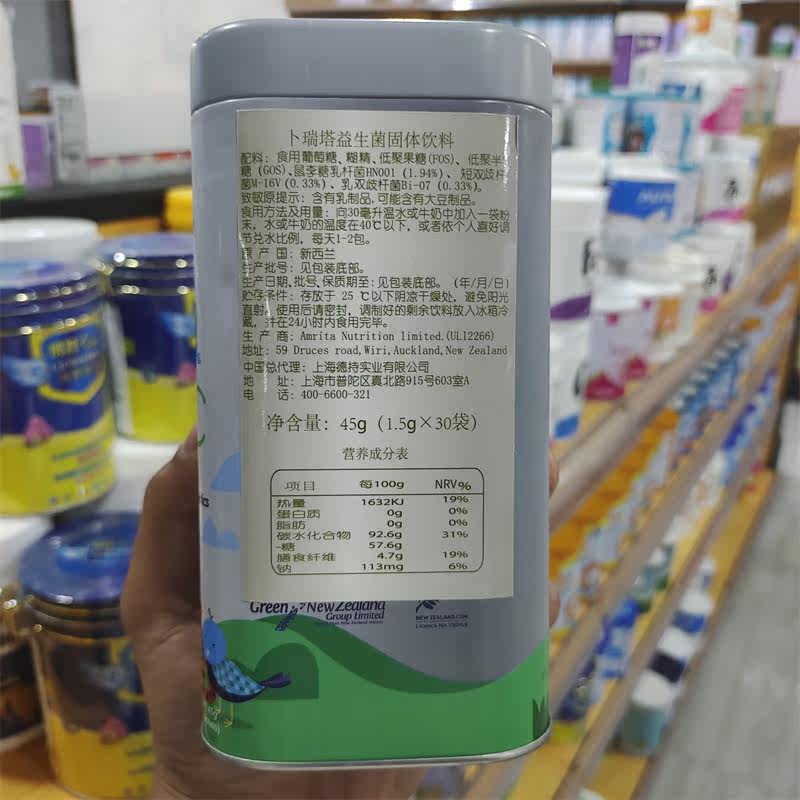 卜瑞塔益生菌固体饮料
配料：食用葡萄糖、糊精、低聚果糖(FOS)、低聚半
糖(GOS)、鼠李糖乳杆菌HN001 (1.94%)、 短双歧杆
菌M-16V(0.33%)、 乳双歧杆菌Bi-07 (0.33%)。
致敏原提示：含有乳制品，可能含有大豆制品。
食用方法及用量：向30毫升温水或牛奶中加入一袋粉
末，水或牛奶的温度在40℃以下，或者依个人喜好调
节兑水比例，每天1-2包。
原 产 国：新西兰
生产批号：见包装底部。
生产日期、批号、保质期至：见包装底部。（年/月/日）
贮存条件：存放于 25 ℃以下阴凉干燥处，避免阳光
直射。使用后请密封，调制好的剩余饮料放入冰箱冷
藏，并在24小时内食用完毕。
生 产 商：Amrita Nutrition limited.(ULI2266)
地址：59 Druces road,Wiri,Auckland,New Zealand
中国总代理：上海德持实业有限公司
地 址：上海市普陀区真北路915号603室A
电 话：400-6600-321
净含量：45g（1.5g×30袋）
营养成分表
项目 每100g NRV%
热量 1632KJ 19%
蛋白质 0g 0%
脂肪 0g 0%
碳水化合物 92.6g 31%
-糖 57.6g
膳食纤维 4.7g 19%
钠 113mg 6%
Green NewZealand
Group Limited
NEW ZEALAND.COM